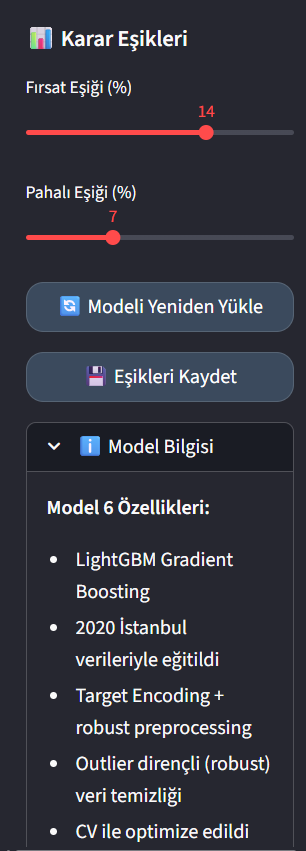 📊 Karar Eşikleri
Fırsat Eşiği (%)
14
Pahalı Eşiği (%)
7
🔄 Modeli Yeniden Yükle
💾 Eşikleri Kaydet
ℹ️ Model Bilgisi
Model 6 Özellikleri:
• LightGBM Gradient
Boosting
• 2020 İstanbul
verileriyle eğitildi
• Target Encoding +
robust preprocessing
• Outlier dirençli (robust)
veri temizliği
• CV ile optimize edildi